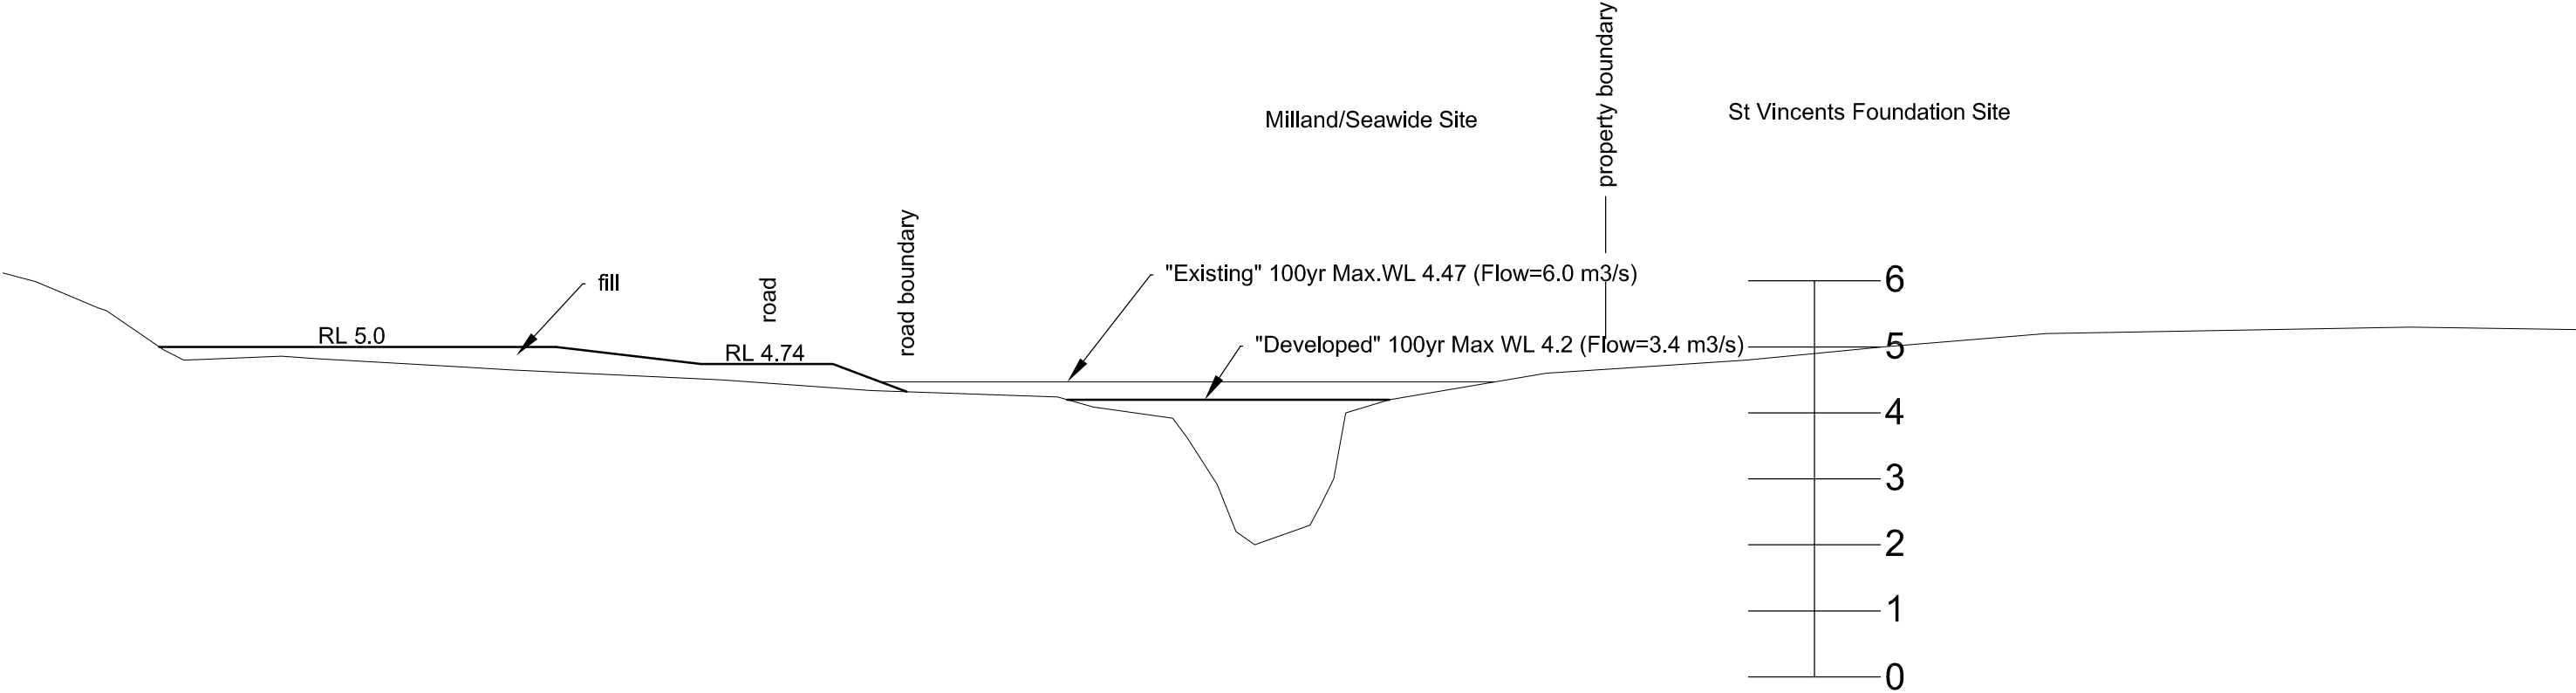 property boundary
Milland/Seawide Site
St Vincents Foundation Site
road boundary
road
fill
"Existing" 100yr Max.WL 4.47 (Flow=6.0 m3/s)
RL 5.0
RL 4.74
"Developed" 100yr Max WL 4.2 (Flow=3.4 m3/s)
6
5
4
3
2
1
0